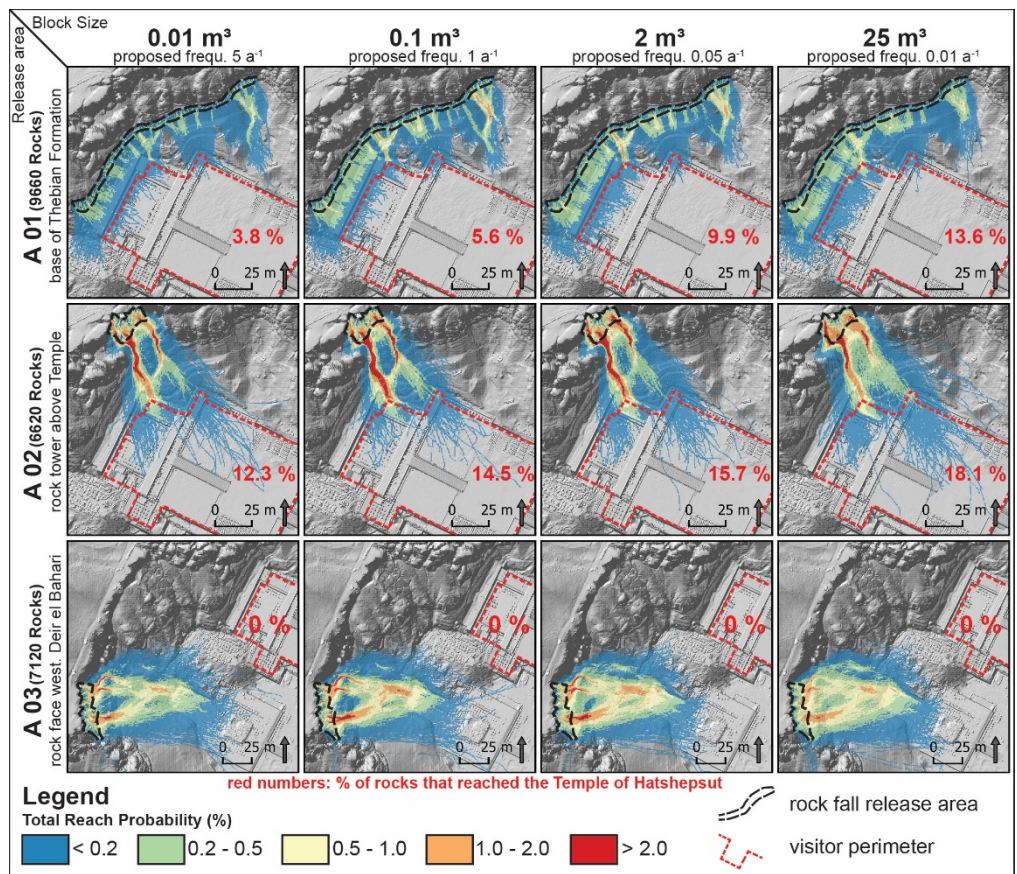 Block Size
Release area
0.01 m³
proposed frequ. 5 a⁻¹
0.1 m³
proposed frequ. 1 a⁻¹
2 m³
proposed frequ. 0.05 a⁻¹
25 m³
proposed frequ. 0.01 a⁻¹
A 01 (9660 Rocks)
base of Thebian Formation
3.8 %
0 25 m
5.6 %
0 25 m
9.9 %
0 25 m
13.6 %
0 25 m
A 02 (6620 Rocks)
rock tower above Temple
12.3 %
0 25 m
14.5 %
0 25 m
15.7 %
0 25 m
18.1 %
0 25 m
A 03 (7120 Rocks)
rock face west. Deir el Bahari
0 %
0 25 m
0 %
0 25 m
0 %
0 25 m
0 %
0 25 m
red numbers: % of rocks that reached the Temple of Hatshepsut
Legend
Total Reach Probability (%)
< 0.2
0.2 - 0.5
0.5 - 1.0
1.0 - 2.0
> 2.0
rock fall release area
visitor perimeter